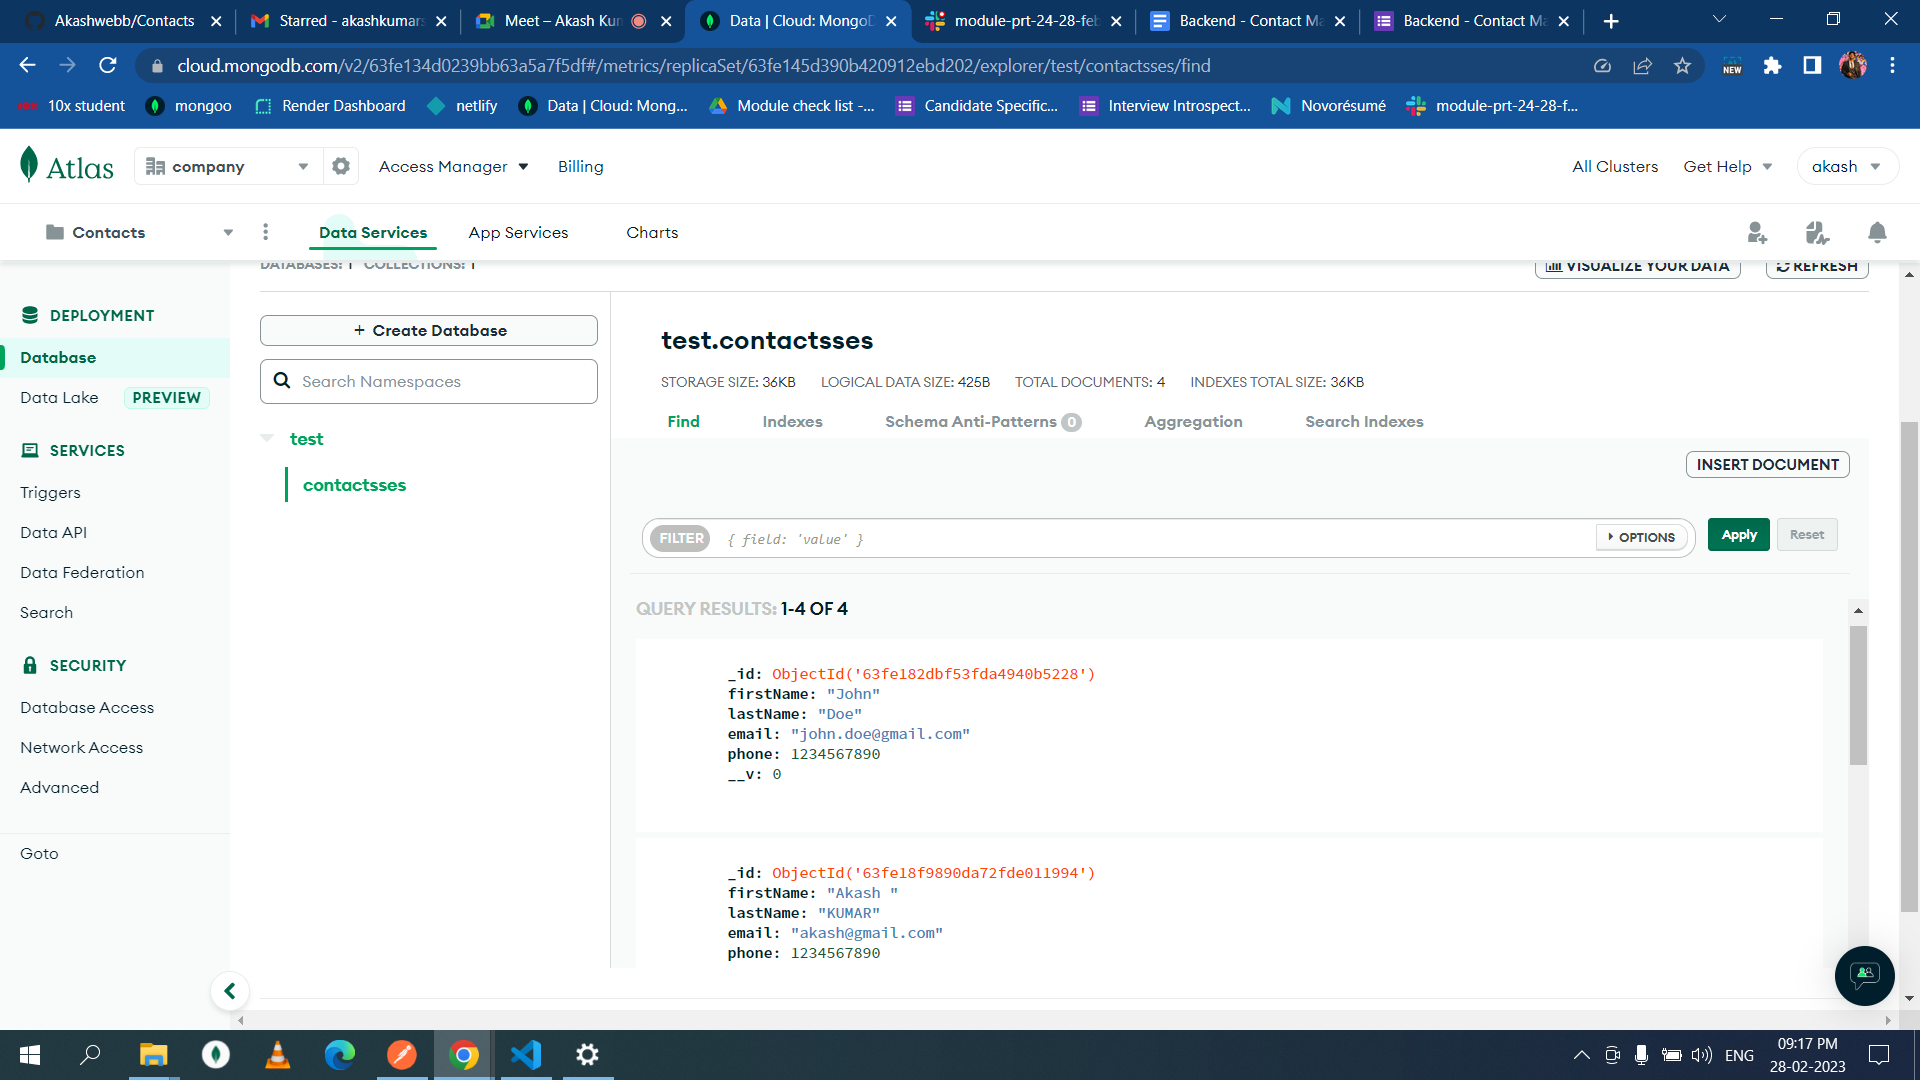 Akashwebb/Contacts
Starred - akashkumars
Meet – Akash Kun
Data | Cloud: MongoD
module-prt-24-28-feb
Backend - Contact Ma
Backend - Contact Ma
cloud.mongodb.com/v2/63fe134d0239bb63a5a7f5df#/metrics/replicaSet/63fe145d390b420912ebd202/explorer/test/contactsses/find
NEW
10x student
mongoo
Render Dashboard
netlify
Data | Cloud: Mong...
Module check list -...
Candidate Specific...
Interview Introspect...
Novorésumé
module-prt-24-28-f...
Atlas
company
Access Manager
Billing
All Clusters
Get Help
akash
Contacts
Data Services
App Services
Charts
DATABASES: 1 COLLECTIONS: 1
VISUALIZE YOUR DATA
REFRESH
DEPLOYMENT
Database
Data Lake
PREVIEW
SERVICES
Triggers
Data API
Data Federation
Search
SECURITY
Database Access
Network Access
Advanced
Goto
+ Create Database
Search Namespaces
test
contactsses
test.contactsses
STORAGE SIZE: 36KB LOGICAL DATA SIZE: 425B TOTAL DOCUMENTS: 4 INDEXES TOTAL SIZE: 36KB
Find
Indexes
Schema Anti-Patterns 0
Aggregation
Search Indexes
INSERT DOCUMENT
FILTER
{ field: 'value' }
OPTIONS
Apply
Reset
QUERY RESULTS: 1-4 OF 4
_id: ObjectId('63fe182dbf53fda4940b5228')
firstName: "John"
lastName: "Doe"
email: "john.doe@gmail.com"
phone: 1234567890
__v: 0
_id: ObjectId('63fe18f9890da72fde011994')
firstName: "Akash "
lastName: "KUMAR"
email: "akash@gmail.com"
phone: 1234567890
ENG
09:17 PM
28-02-2023